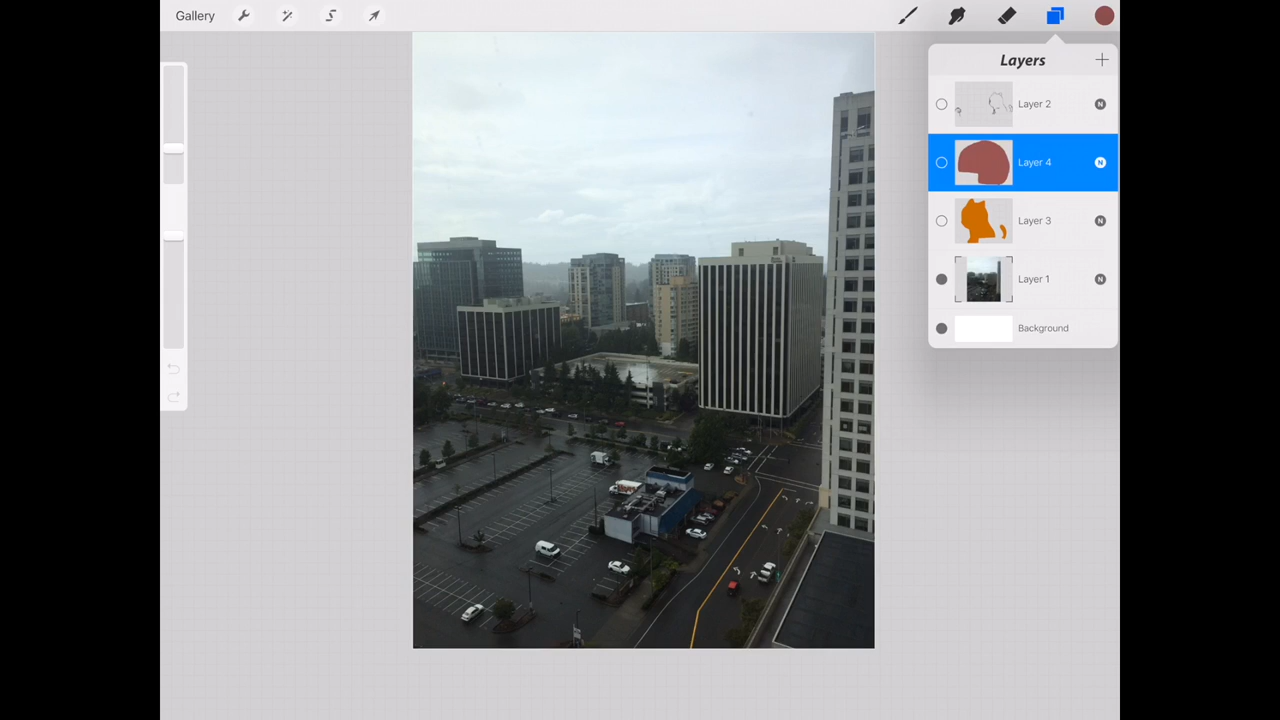 Gallery
Layers
Layer 2
N
Layer 4
N
Layer 3
N
Layer 1
N
Background